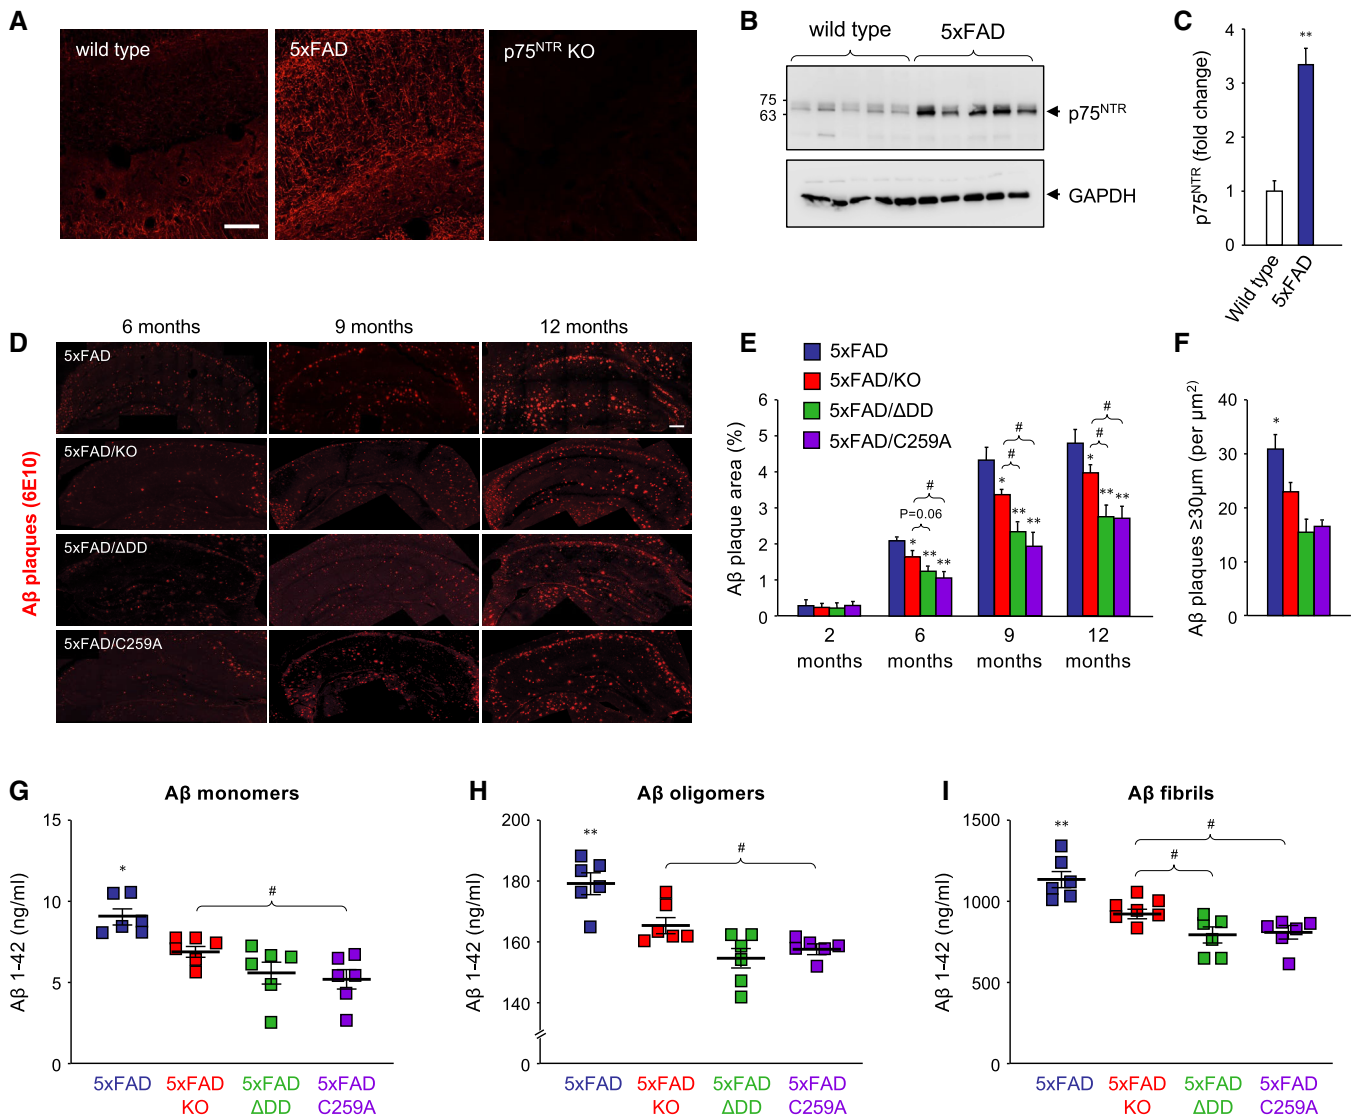 A
wild type
5xFAD
p75NTR KO
B
wild type
5xFAD
75
63
p75NTR
GAPDH
C
p75NTR (fold change)
4
3
2
1
0
**
Wild type
5xFAD
D
6 months
9 months
12 months
Aβ plaques (6E10)
5xFAD
5xFAD/KO
5xFAD/ΔDD
5xFAD/C259A
E
5xFAD
5xFAD/KO
5xFAD/ΔDD
5xFAD/C259A
Aβ plaque area (%)
6
5
4
3
2
1
0
#
P=0.06
*
**
**
#
#
*
**
**
#
#
*
**
**
2
months
6
months
9
months
12
months
F
Aβ plaques ≥30μm (per μm2)
40
30
20
10
0
*
G
Aβ monomers
Aβ 1-42 (ng/ml)
15
10
5
0
*
#
5xFAD
5xFAD
KO
5xFAD
ΔDD
5xFAD
C259A
H
Aβ oligomers
Aβ 1-42 (ng/ml)
200
180
160
140
0
**
#
5xFAD
5xFAD
KO
5xFAD
ΔDD
5xFAD
C259A
I
Aβ fibrils
Aβ 1-42 (ng/ml)
1500
1000
500
0
**
#
#
5xFAD
5xFAD
KO
5xFAD
ΔDD
5xFAD
C259A